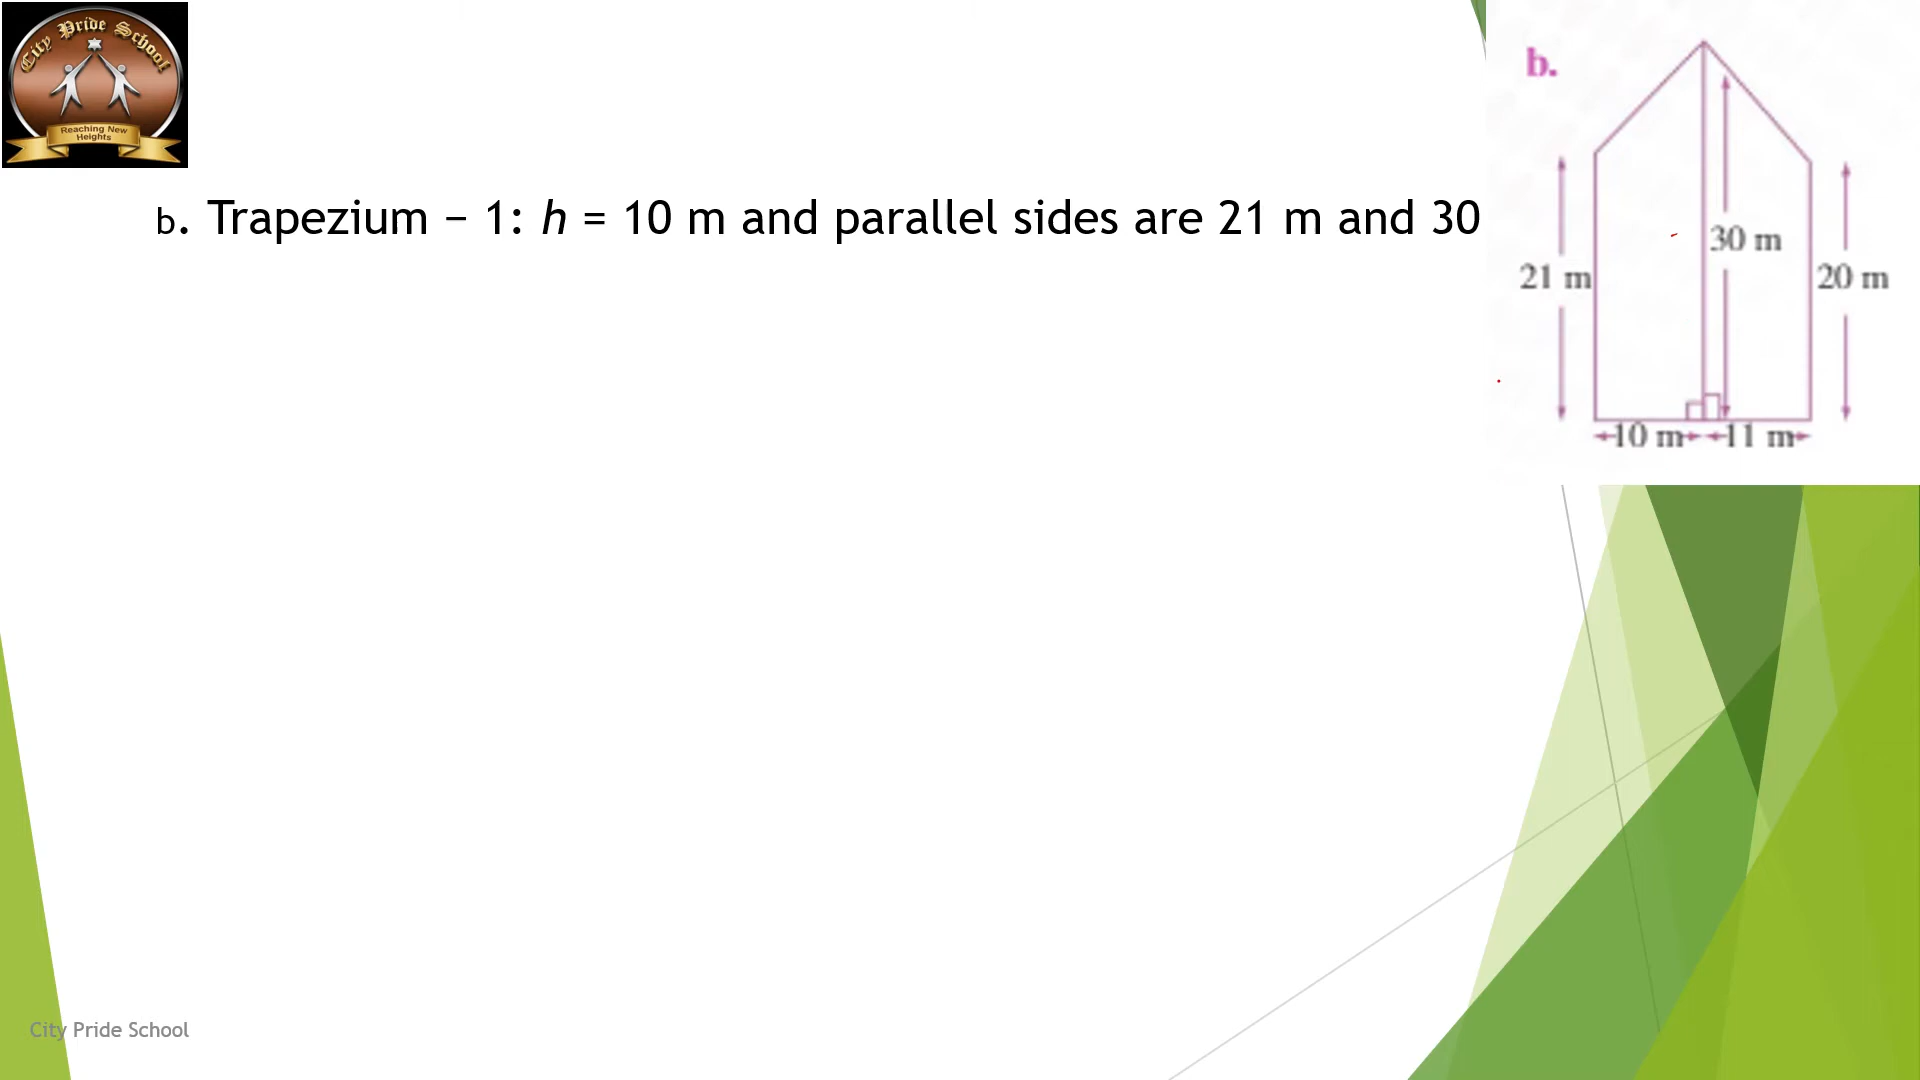 City Pride School
Reaching New
Heights
b.
b. Trapezium – 1: h = 10 m and parallel sides are 21 m and 30
30 m
21 m
20 m
10 m
11 m
City Pride School